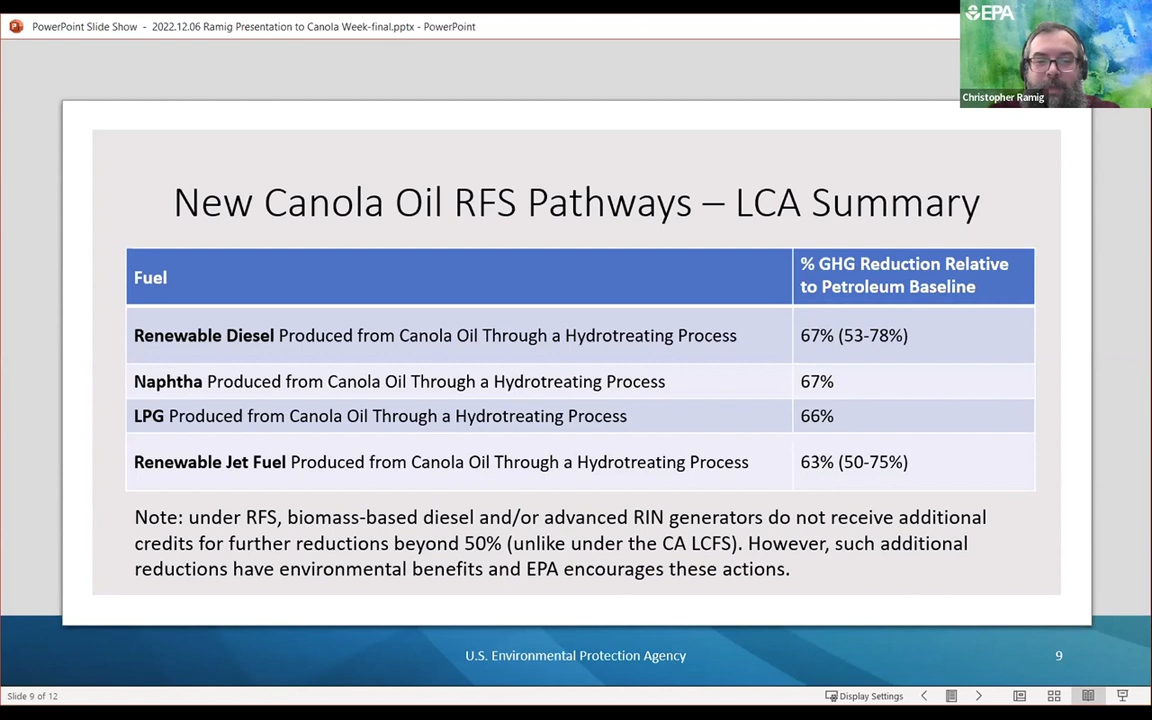 PowerPoint Slide Show - 2022.12.06 Ramig Presentation to Canola Week-final.pptx - PowerPoint
EPA
Christopher Ramig
New Canola Oil RFS Pathways – LCA Summary
Fuel
% GHG Reduction Relative
to Petroleum Baseline
Renewable Diesel Produced from Canola Oil Through a Hydrotreating Process
67% (53-78%)
Naphtha Produced from Canola Oil Through a Hydrotreating Process
67%
LPG Produced from Canola Oil Through a Hydrotreating Process
66%
Renewable Jet Fuel Produced from Canola Oil Through a Hydrotreating Process
63% (50-75%)
Note: under RFS, biomass-based diesel and/or advanced RIN generators do not receive additional
credits for further reductions beyond 50% (unlike under the CA LCFS). However, such additional
reductions have environmental benefits and EPA encourages these actions.
U.S. Environmental Protection Agency
9
Slide 9 of 12
Display Settings